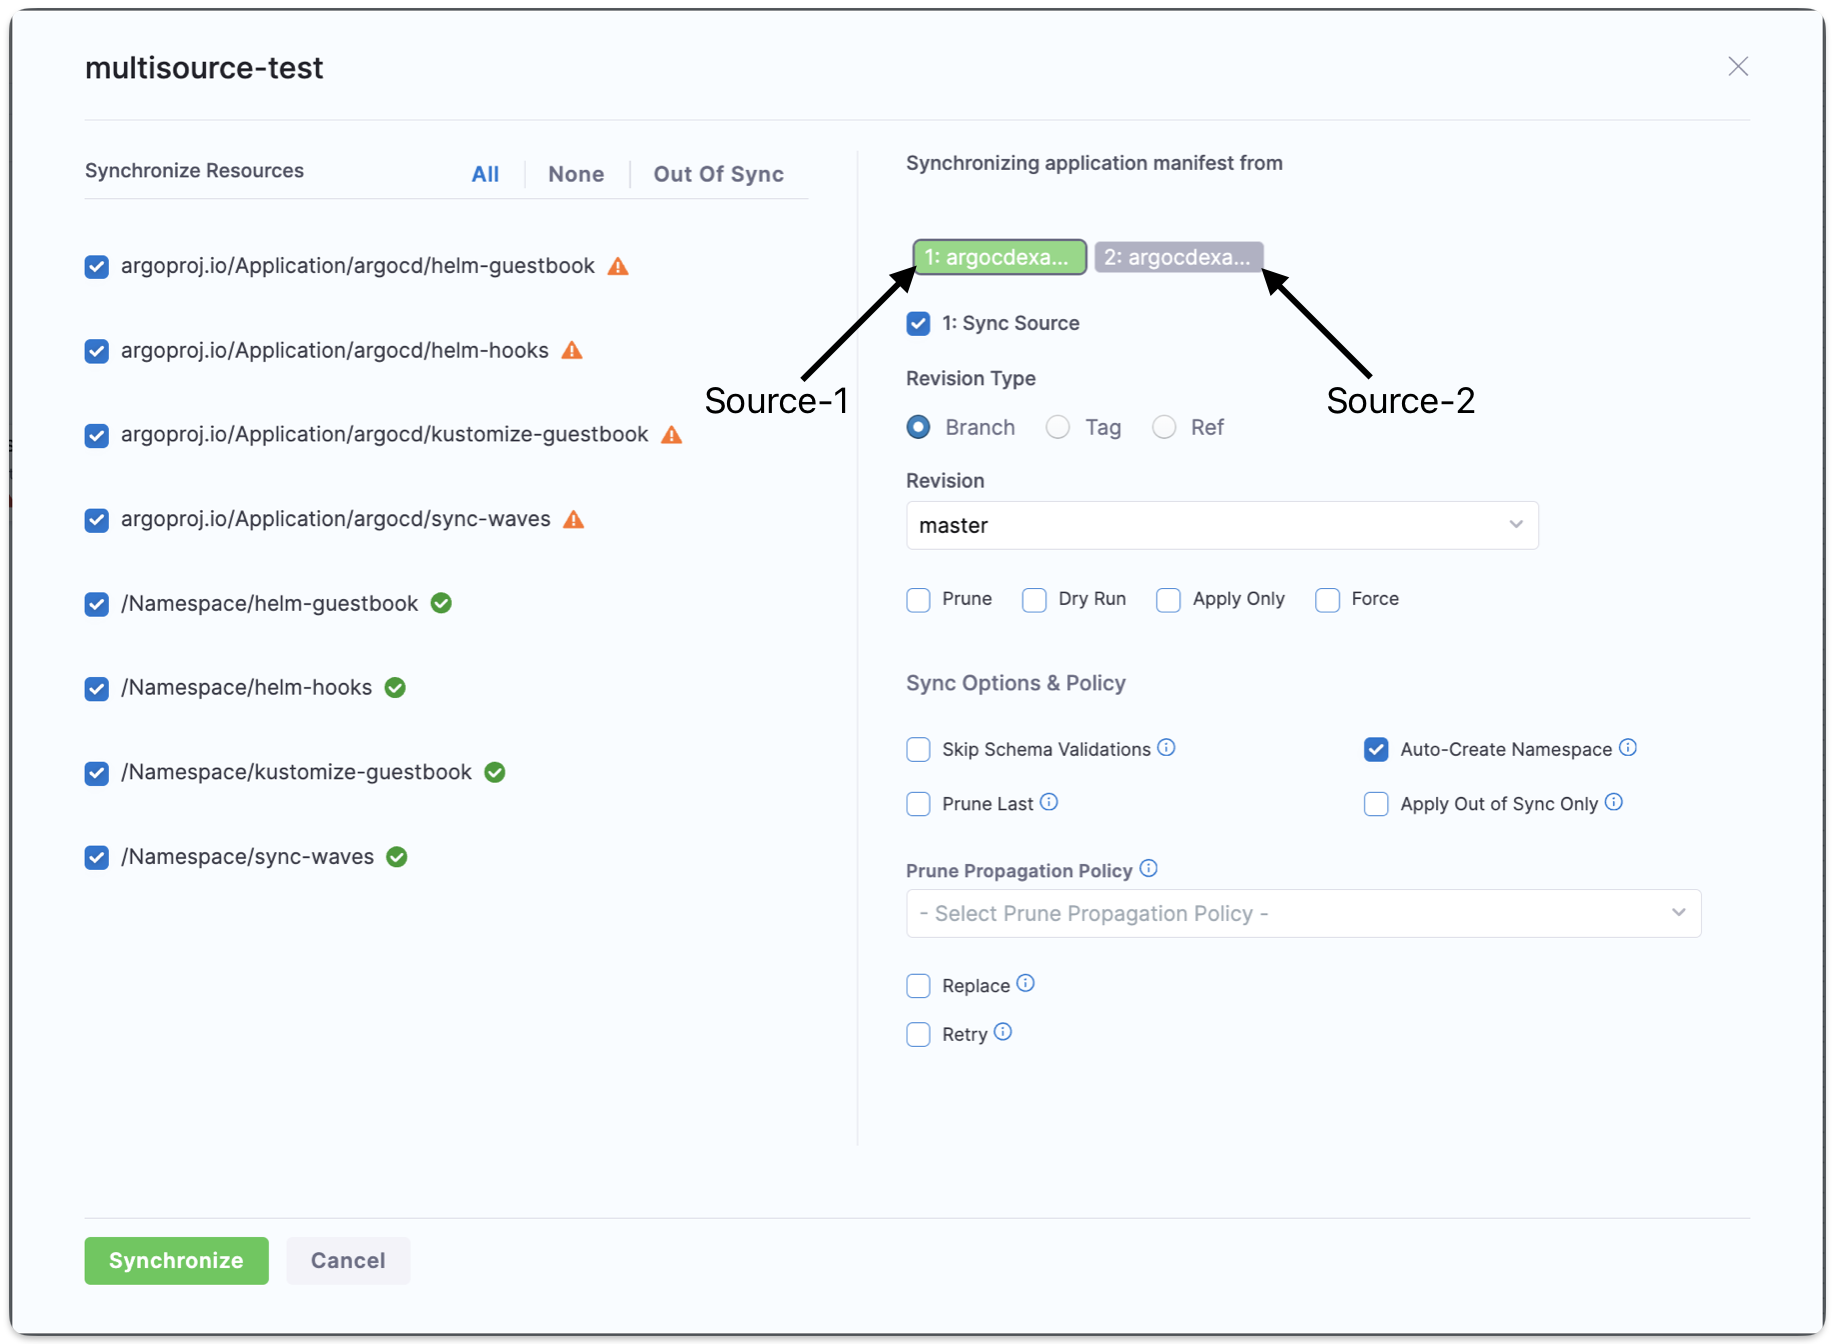 multisource-test
Synchronize Resources
All
None
Out Of Sync
argoproj.io/Application/argocd/helm-guestbook
argoproj.io/Application/argocd/helm-hooks
argoproj.io/Application/argocd/kustomize-guestbook
argoproj.io/Application/argocd/sync-waves
/Namespace/helm-guestbook
/Namespace/helm-hooks
/Namespace/kustomize-guestbook
/Namespace/sync-waves
Synchronizing application manifest from
1: argocdexa...
2: argocdexa...
1: Sync Source
Source-1
Source-2
Revision Type
Branch
Tag
Ref
Revision
master
Prune
Dry Run
Apply Only
Force
Sync Options & Policy
Skip Schema Validations
Auto-Create Namespace
Prune Last
Apply Out of Sync Only
Prune Propagation Policy
- Select Prune Propagation Policy -
Replace
Retry
Synchronize
Cancel